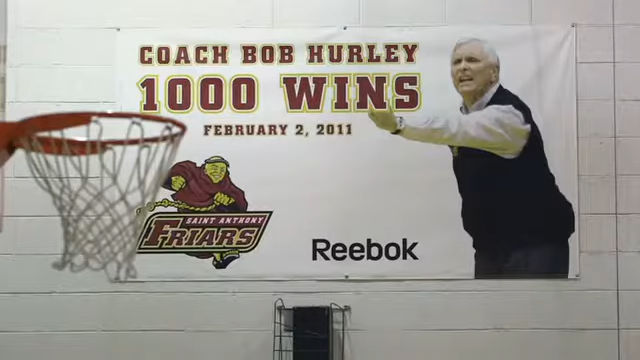 COACH BOB HURLEY
1000 WINS
FEBRUARY 2, 2011
SAINT ANTHONY
FRIARS
Reebok